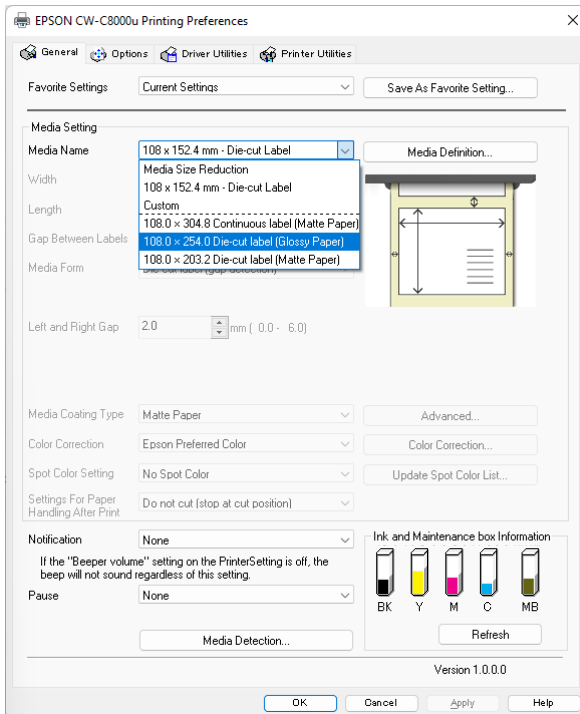 EPSON CW-C8000u Printing Preferences
General
Options
Driver Utilities
Printer Utilities
Favorite Settings
Current Settings
Save As Favorite Setting...
Media Setting
Media Name
108 x 152.4 mm - Die-cut Label
Media Definition...
Media Size Reduction
108 x 152.4 mm - Die-cut Label
Custom
108.0 × 304.8 Continuous label (Matte Paper)
108.0 × 254.0 Die-cut label (Glossy Paper)
108.0 × 203.2 Die-cut label (Matte Paper)
Width
Length
Gap Between Labels
Media Form
Die-cut label (gap detection)
Left and Right Gap
2.0
mm ( 0.0 - 6.0)
Media Coating Type
Matte Paper
Advanced...
Color Correction
Epson Preferred Color
Color Correction...
Spot Color Setting
No Spot Color
Update Spot Color List...
Settings For Paper
Handling After Print
Do not cut (stop at cut position)
Notification
None
If the "Beeper volume" setting on the PrinterSetting is off, the
beep will not sound regardless of this setting.
Pause
None
Media Detection...
Ink and Maintenance box Information
BK Y M C MB
Refresh
Version 1.0.0.0
OK
Cancel
Apply
Help